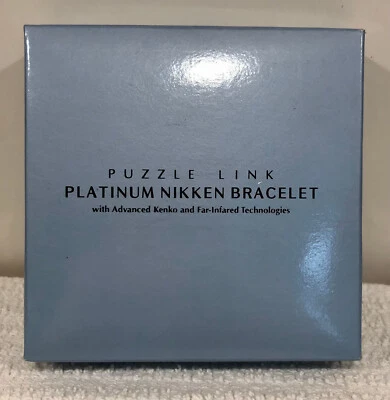 PUZZLE LINK
PLATINUM NIKKEN BRACELET
with Advanced Kenko and Far-Infared Technologies